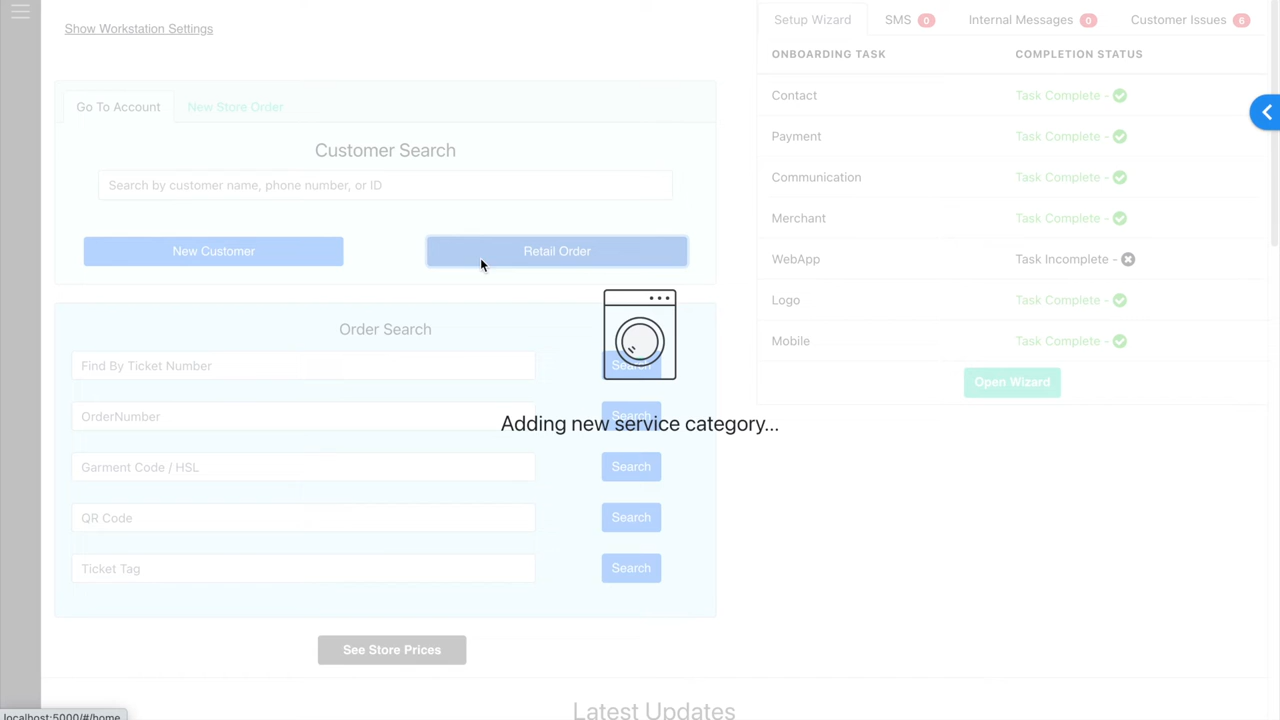 Show Workstation Settings
Go To Account New Store Order
Customer Search
Search by customer name, phone number, or ID
New Customer Retail Order
Order Search
Find By Ticket Number Search
OrderNumber Search
Garment Code / HSL Search
QR Code Search
Ticket Tag Search
See Store Prices
Adding new service category...
Setup Wizard SMS 0 Internal Messages 0 Customer Issues 6
ONBOARDING TASK COMPLETION STATUS
Contact Task Complete -
Payment Task Complete -
Communication Task Complete -
Merchant Task Complete -
WebApp Task Incomplete -
Logo Task Complete -
Mobile Task Complete -
Open Wizard
Latest Updates
localhost:5000/#/home